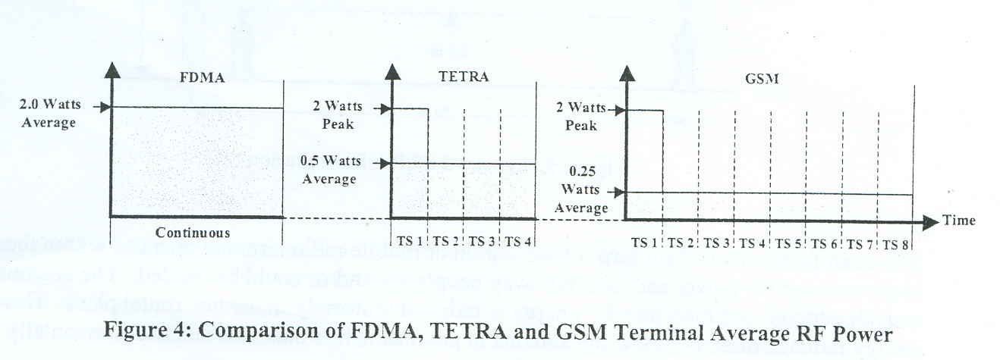 FDMA
TETRA
GSM
2.0 Watts
Average
2 Watts
Peak
0.5 Watts
Average
2 Watts
Peak
0.25
Watts
Average
Continuous
TS 1 TS 2 TS 3 TS 4
TS 1 TS 2 TS 3 TS 4 TS 5 TS 6 TS 7 TS 8
Time
Figure 4: Comparison of FDMA, TETRA and GSM Terminal Average RF Power